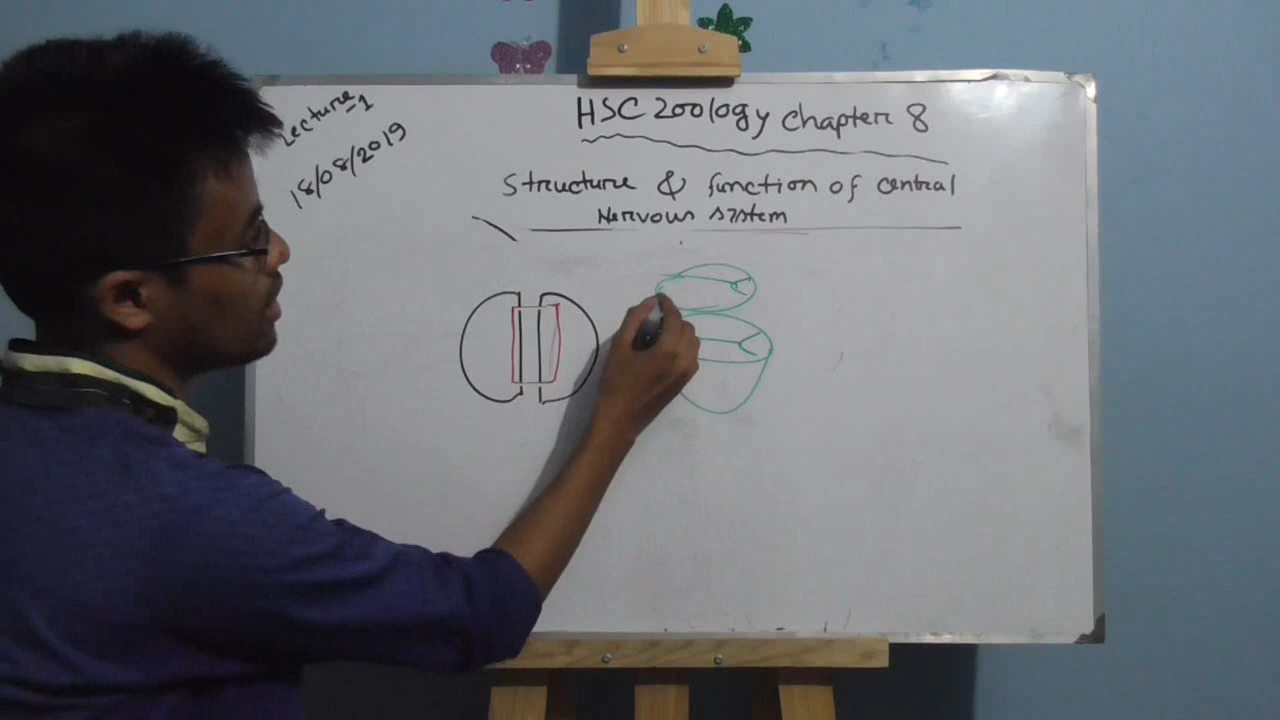 Lecture-1
18/08/2019
HSC Zoology Chapter 8
Structure & function of central
Nervous system